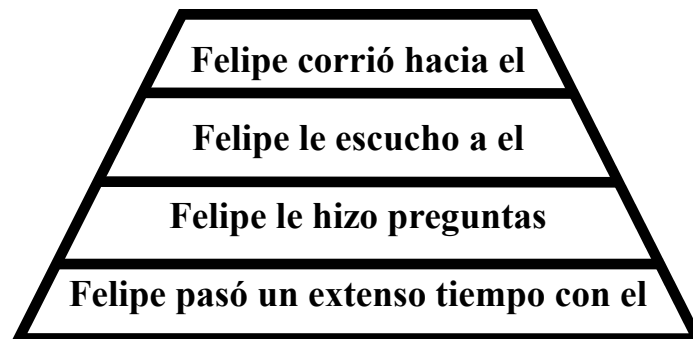 Felipe corrió hacia el
Felipe le escucho a el
Felipe le hizo preguntas
Felipe pasó un extenso tiempo con el